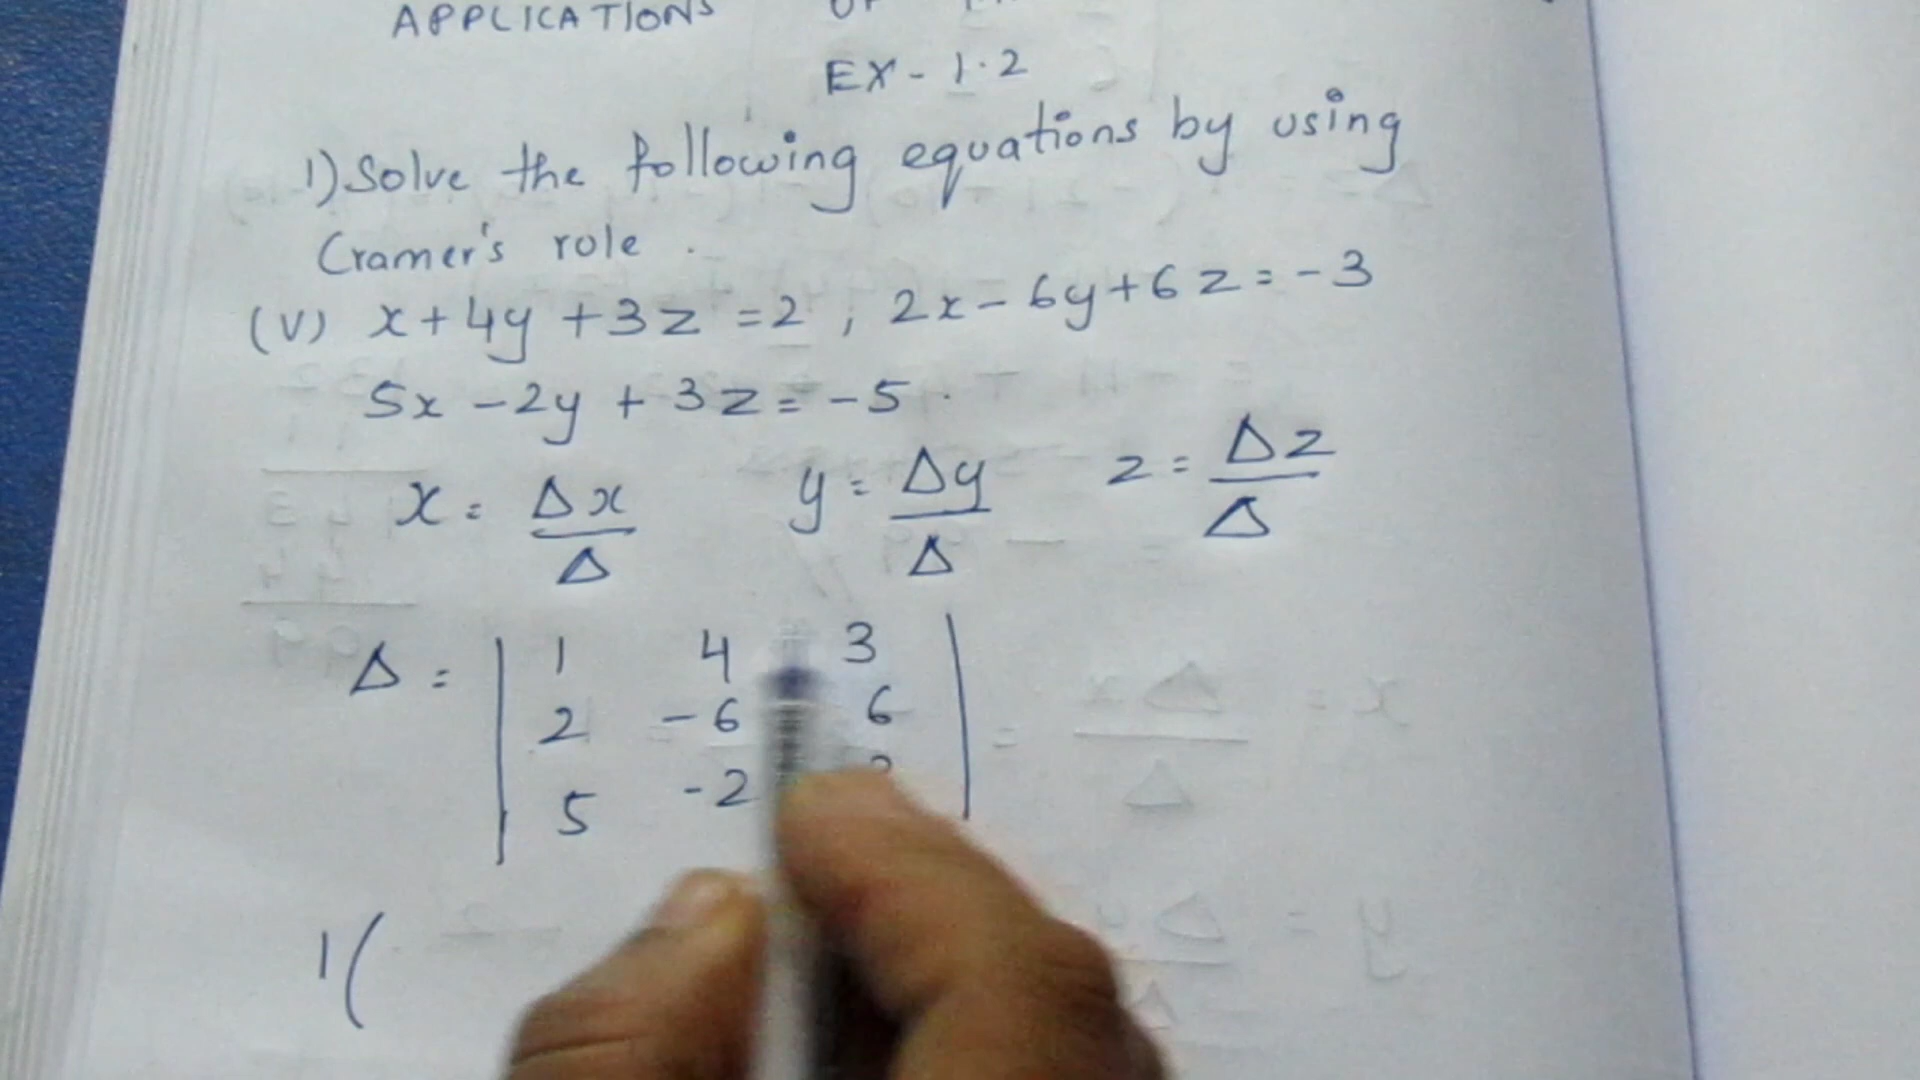 APPLICATIONS
EX-1.2
1) Solve the following equations by using
Cramer's role.
(V) x+4y+3z=2, 2x-6y+6z=-3
5x-2y+3z=-5.
x=Δx/Δ y=Δy/Δ z=Δz/Δ
Δ= | 1 4 3 |
2 -6 6
5 -2
1(